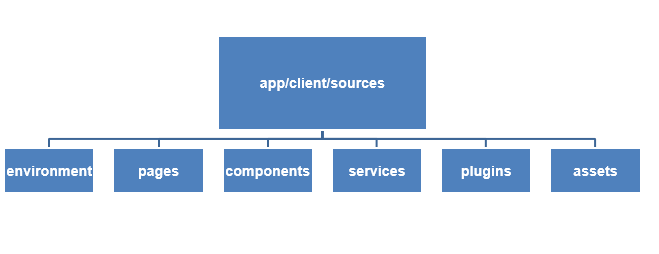 app/client/sources
environment
pages
components
services
plugins
assets